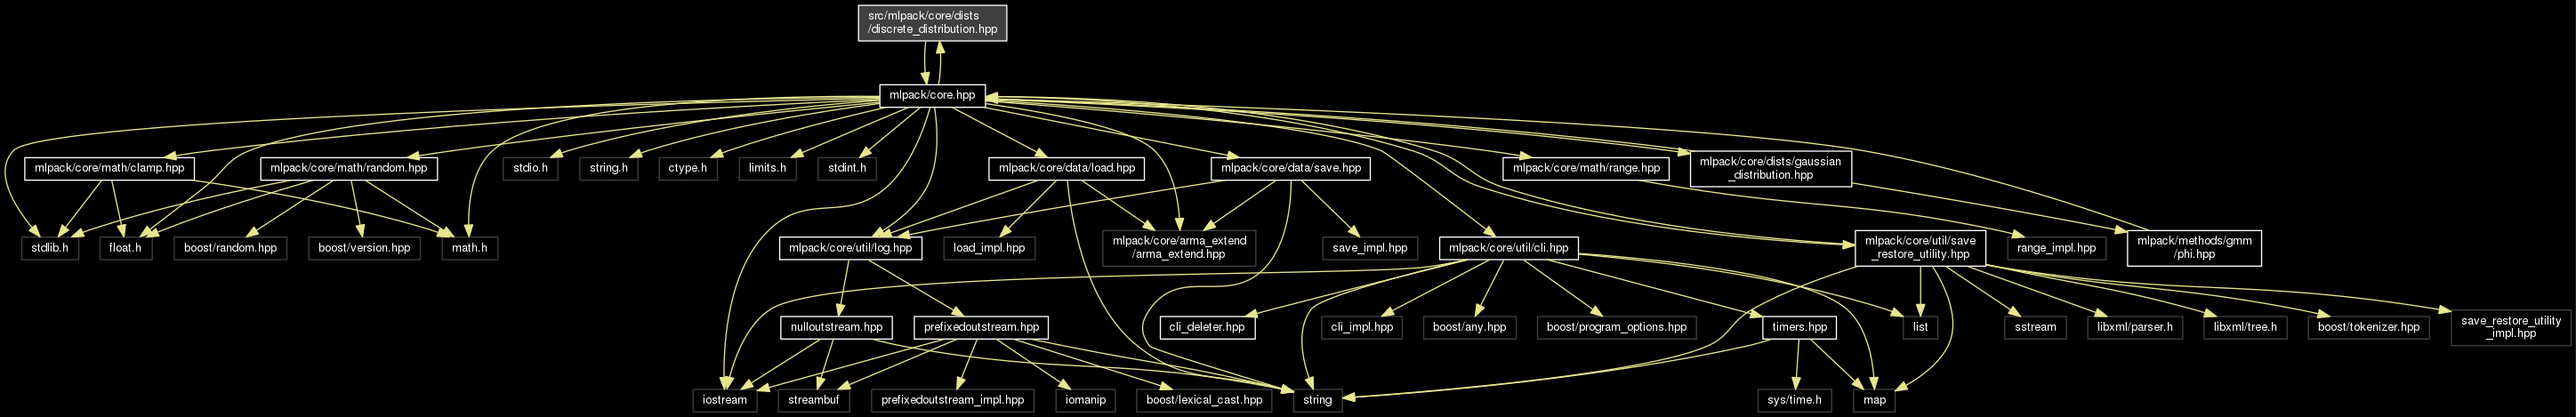 src/mlpack/core/dists
/discrete_distribution.hpp
mlpack/core.hpp
mlpack/core/math/clamp.hpp
mlpack/core/math/random.hpp
stdio.h
string.h
ctype.h
limits.h
stdint.h
mlpack/core/data/load.hpp
mlpack/core/data/save.hpp
mlpack/core/math/range.hpp
mlpack/core/dists/gaussian
_distribution.hpp
stdlib.h
float.h
boost/random.hpp
boost/version.hpp
math.h
mlpack/core/util/log.hpp
load_impl.hpp
mlpack/core/arma_extend
/arma_extend.hpp
save_impl.hpp
mlpack/core/util/cli.hpp
mlpack/core/util/save
_restore_utility.hpp
range_impl.hpp
mlpack/methods/gmm
/phi.hpp
nulloutstream.hpp
prefixedoutstream.hpp
cli_deleter.hpp
cli_impl.hpp
boost/any.hpp
boost/program_options.hpp
timers.hpp
list
sstream
libxml/parser.h
libxml/tree.h
boost/tokenizer.hpp
save_restore_utility
_impl.hpp
iostream
streambuf
prefixedoutstream_impl.hpp
iomanip
boost/lexical_cast.hpp
string
sys/time.h
map